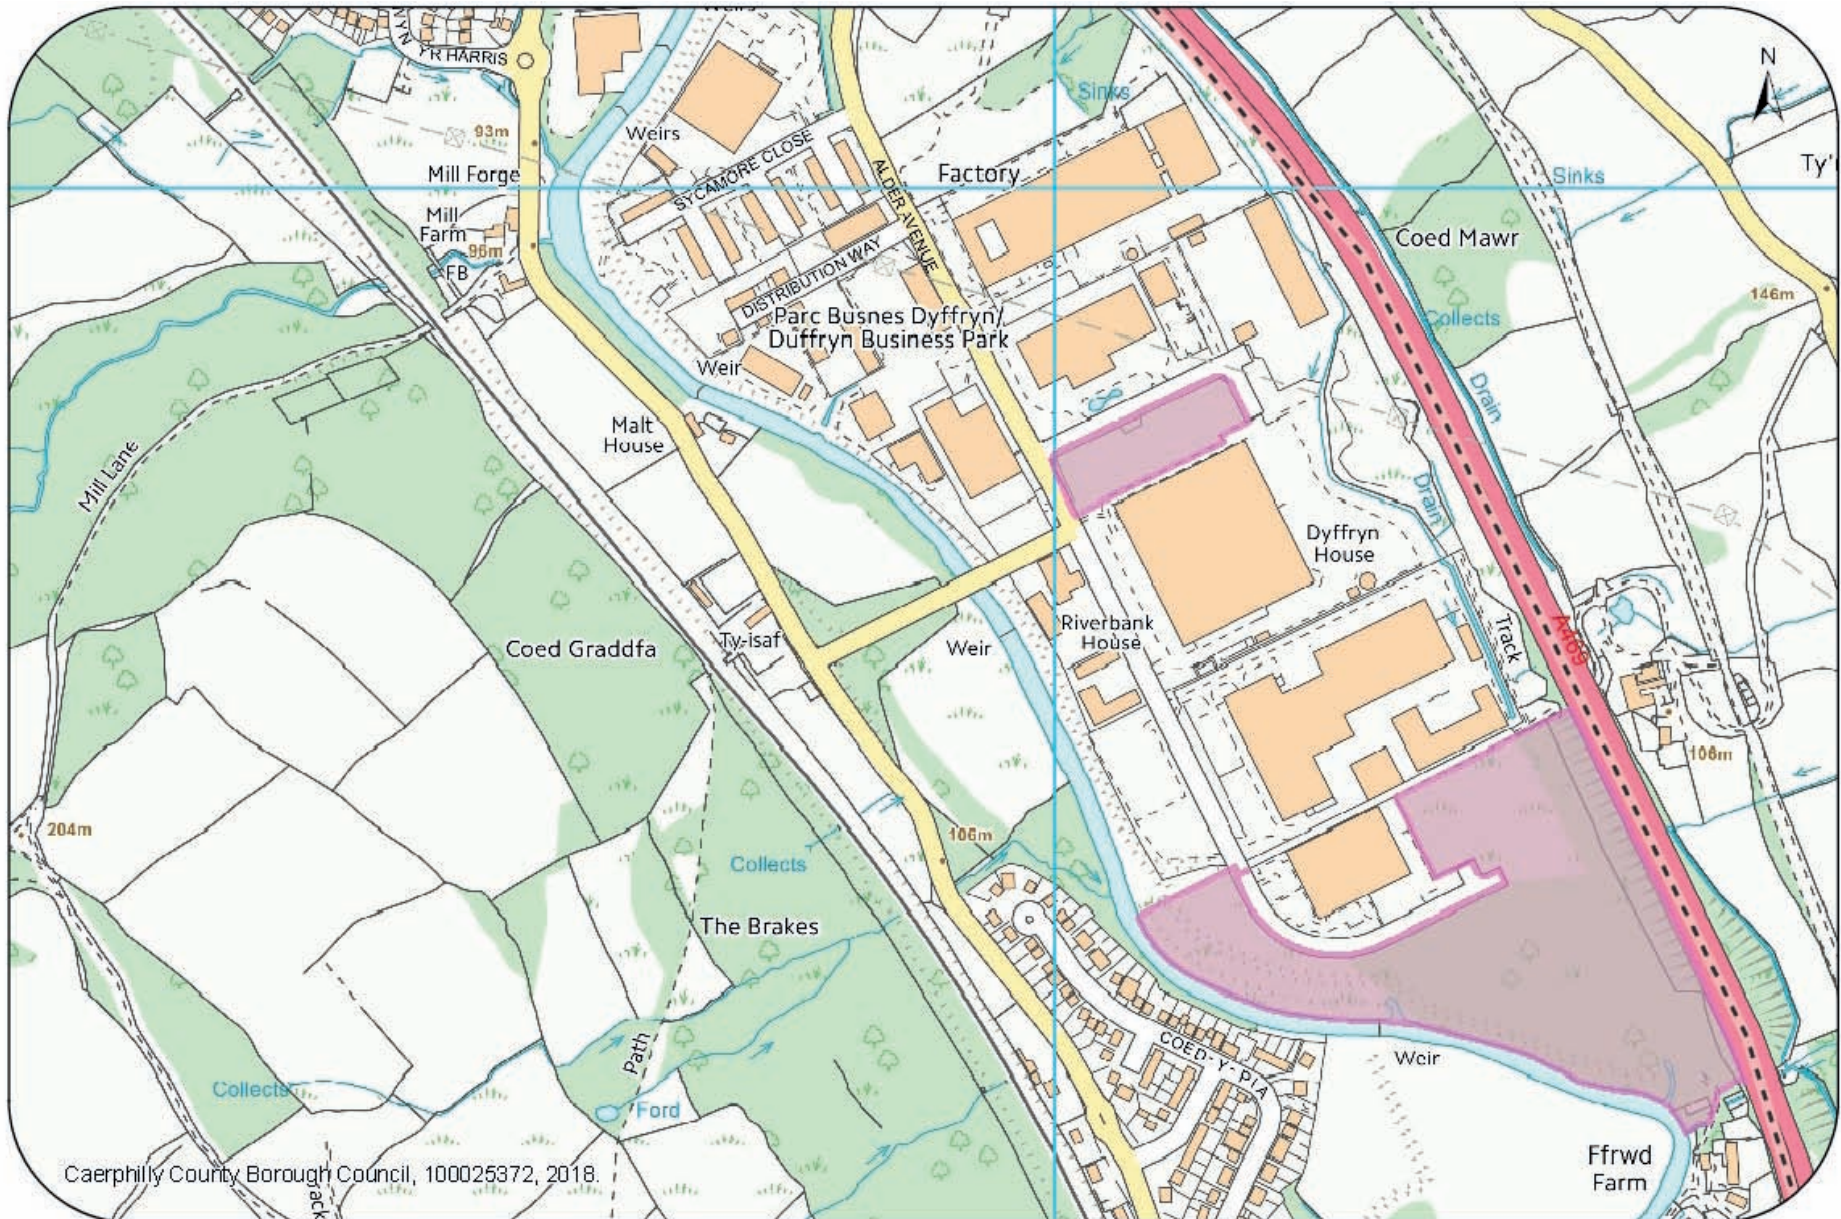 Weirs
YR HARRIS
N
Sinks
93m
Weirs
SYCAMORE CLOSE
Mill Forge
Factory
ALDER AVENUE
Sinks
Mill
Farm
96m
FB
Coed Mawr
DISTRIBUTION WAY
146m
Parc Busnes Dyffryn/
Duffryn Business Park
Collects
Weir
Drain
Malt
House
Mill Lane
Drain
Dyffryn
House
Riverbank
House
Track
A469
Coed Graddfa
Ty-isaf
Weir
106m
204m
106m
Collects
The Brakes
Path
COED-Y-PIA
Weir
Collects
Ford
Ffrwd
Farm
Caerphilly County Borough Council, 100025372, 2018.